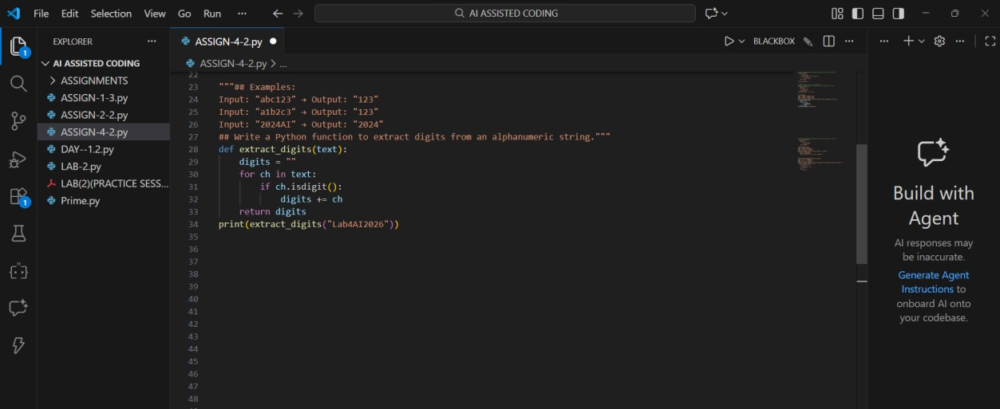 File Edit Selection View Go Run ··· AI ASSISTED CODING
EXPLORER ···
AI ASSISTED CODING
ASSIGNMENTS
ASSIGN-1-3.py
ASSIGN-2-2.py
ASSIGN-4-2.py
DAY--1.2.py
LAB-2.py
LAB(2)(PRACTICE SESS...
Prime.py
1
1
ASSIGN-4-2.py
BLACKBOX ···
ASSIGN-4-2.py > ...
22
23 """## Examples:
24 Input: "abc123" → Output: "123"
25 Input: "a1b2c3" → Output: "123"
26 Input: "2024AI" → Output: "2024"
27 ## Write a Python function to extract digits from an alphanumeric string."""
28 def extract_digits(text):
29     digits = ""
30     for ch in text:
31         if ch.isdigit():
32             digits += ch
33     return digits
34 print(extract_digits("Lab4AI2026"))
35
36
37
38
39
40
41
42
43
44
45
46
47
48
Build with
Agent
AI responses may
be inaccurate.
Generate Agent
Instructions to
onboard AI onto
your codebase.